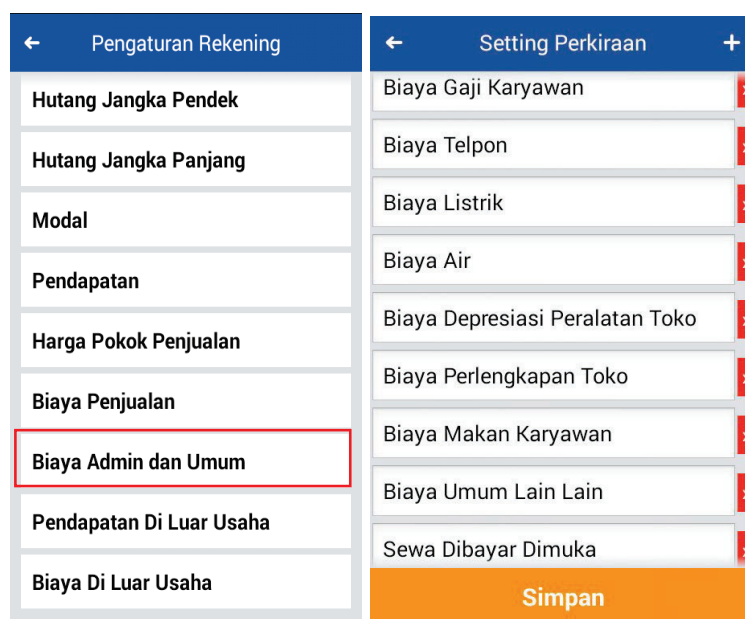 Pengaturan Rekening
Hutang Jangka Pendek
Hutang Jangka Panjang
Modal
Pendapatan
Harga Pokok Penjualan
Biaya Penjualan
Biaya Admin dan Umum
Pendapatan Di Luar Usaha
Biaya Di Luar Usaha
Setting Perkiraan
Biaya Gaji Karyawan
Biaya Telpon
Biaya Listrik
Biaya Air
Biaya Depresiasi Peralatan Toko
Biaya Perlengkapan Toko
Biaya Makan Karyawan
Biaya Umum Lain Lain
Sewa Dibayar Dimuka
Simpan